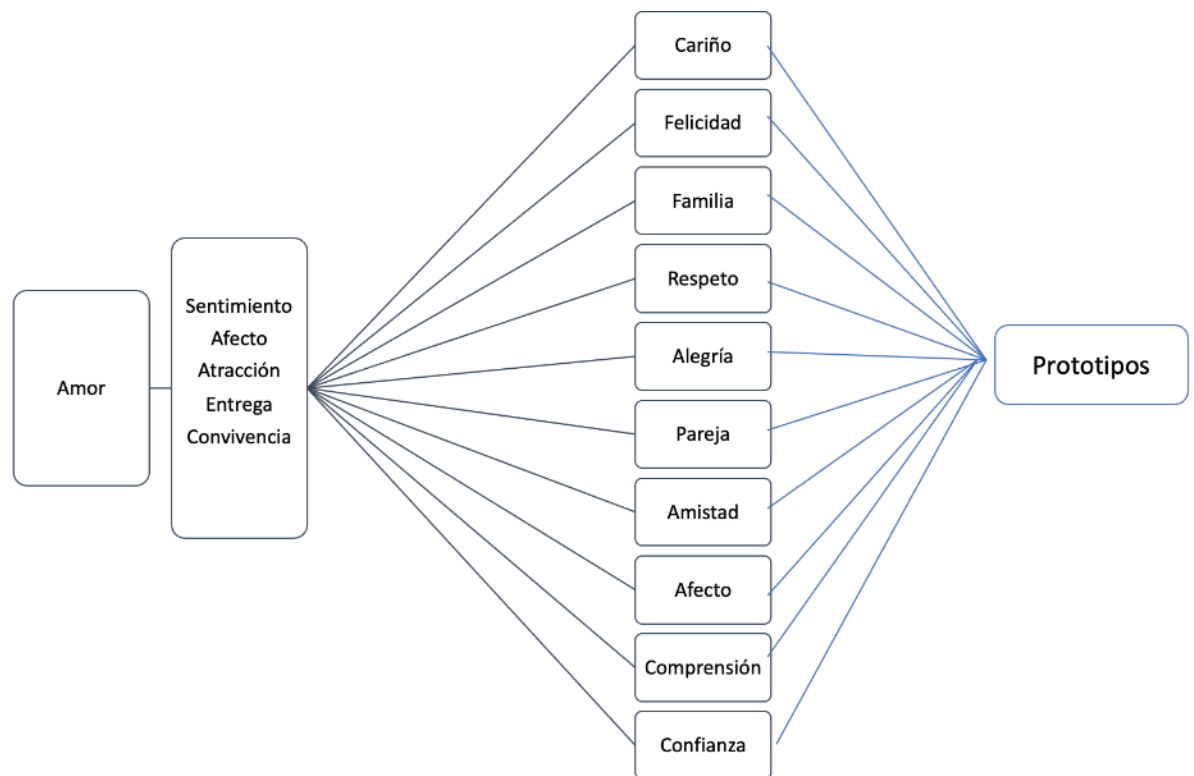 Amor
Sentimiento
Afecto
Atracción
Entrega
Convivencia
Cariño
Felicidad
Familia
Respeto
Alegría
Pareja
Amistad
Afecto
Comprensión
Confianza
Prototipos